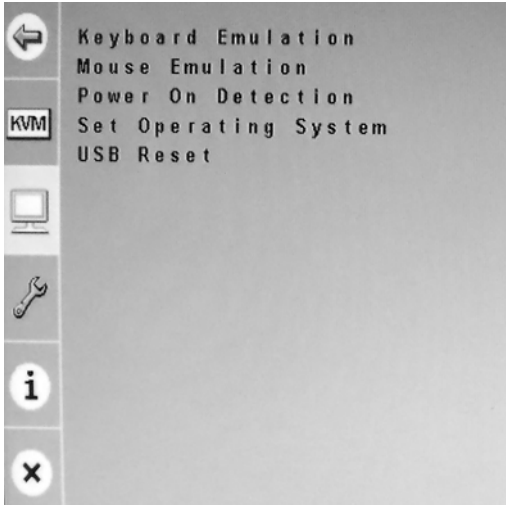 Keyboard Emulation
Mouse Emulation
Power On Detection
KVM
Set Operating System
USB Reset
i